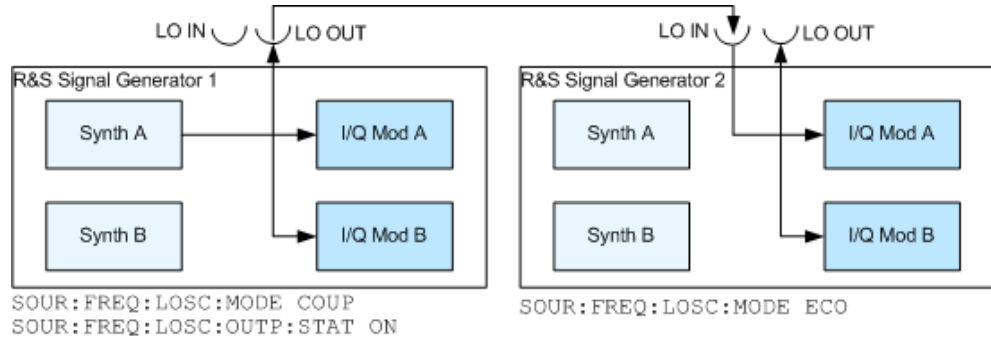 LO IN LO OUT LO IN LO OUT
R&S Signal Generator 1
Synth A
I/Q Mod A
Synth B
I/Q Mod B
SOUR:FREQ:LOSC:MODE COUP
SOUR:FREQ:LOSC:OUTP:STAT ON
R&S Signal Generator 2
Synth A
I/Q Mod A
Synth B
I/Q Mod B
SOUR:FREQ:LOSC:MODE ECO